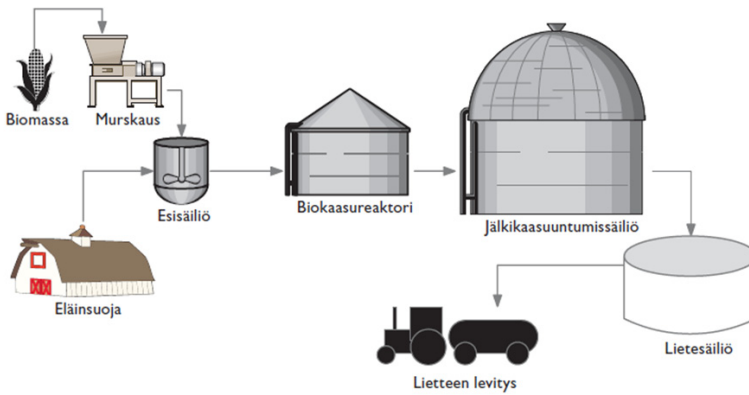 Biomassa
Murskaus
Esisäiliö
Eläinsuoja
Biokaasureaktori
Jälkikaasuuntumissäiliö
Lietesäiliö
Lietteen levitys